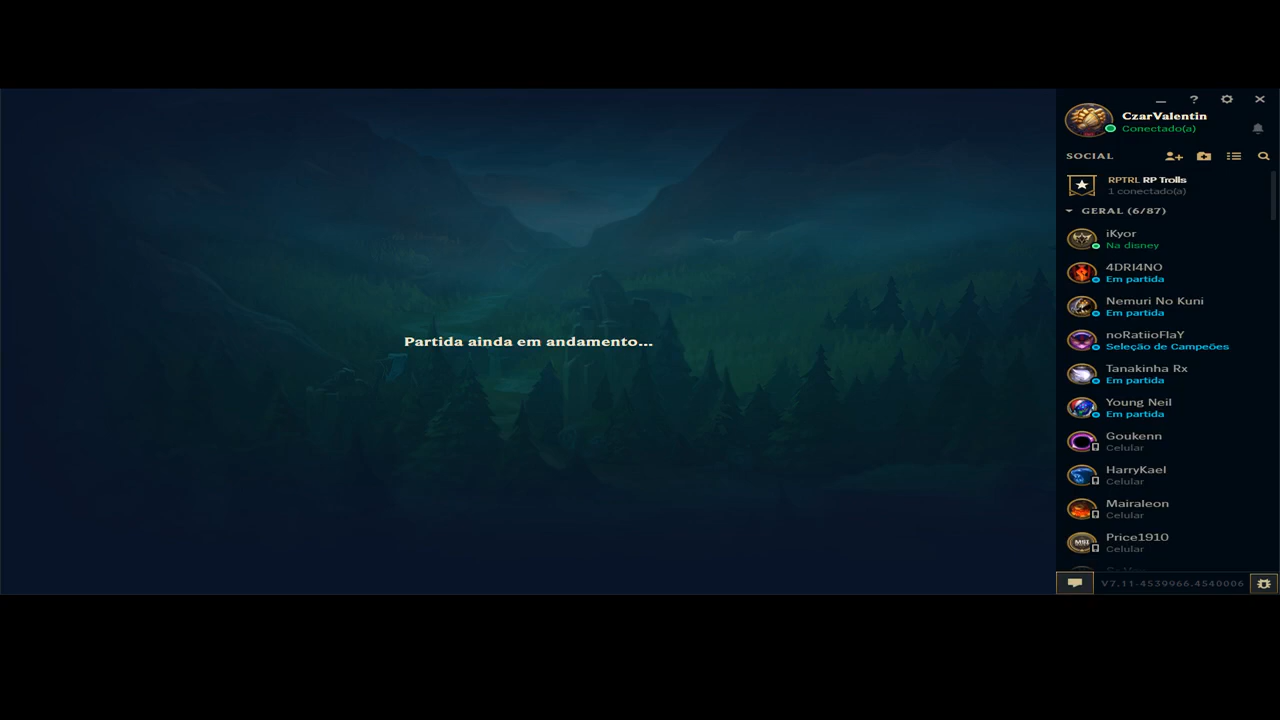 CzarValentin
Conectado(a)
SOCIAL
RPTRL RP Trolls
1 conectado(a)
GERAL (6/87)
iKyor
Na disney
4DRI4NO
Em partida
Nemuri No Kuni
Em partida
Partida ainda em andamento...
noRatiioFlaY
Seleção de Campeões
Tanakinha Rx
Em partida
Young Neil
Em partida
Goukenn
Celular
HarryKael
Celular
Mairaleon
Celular
Price1910
Celular
V7.11-4539966.4540006